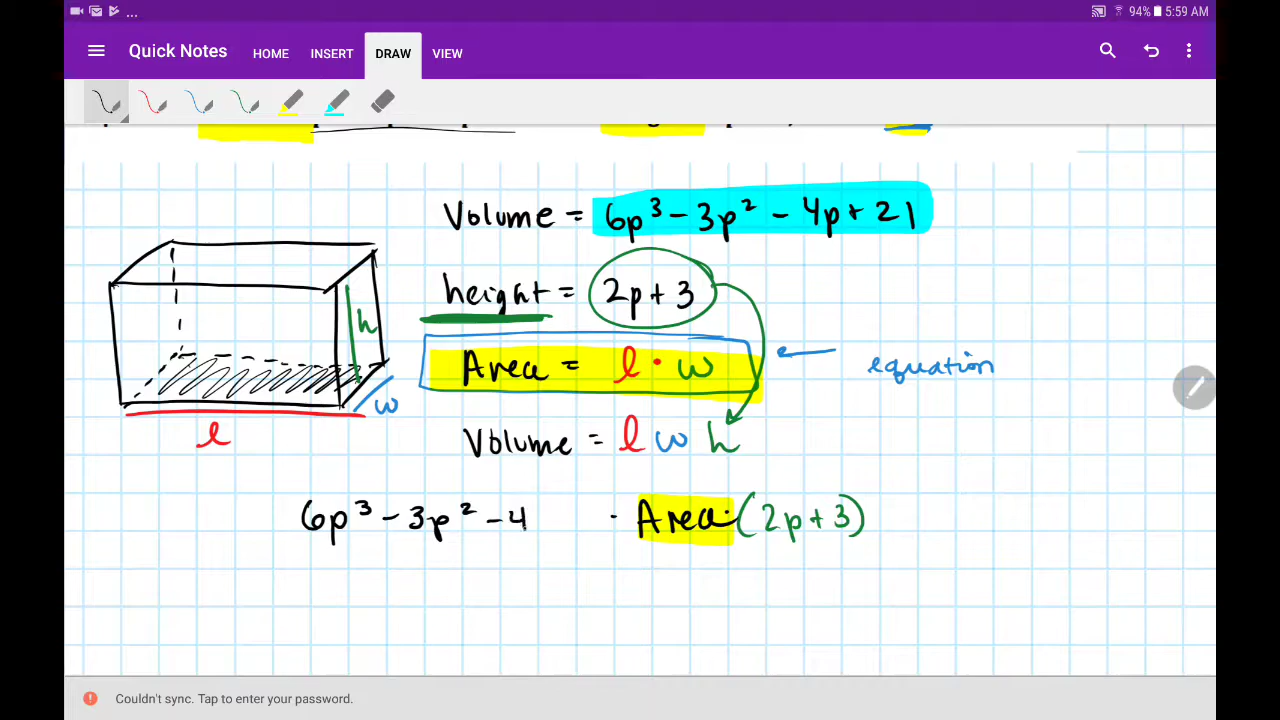 ... 94% 5:59 AM
Quick Notes HOME INSERT DRAW VIEW
Volume = 6p³ - 3p² - 4p + 21
height = 2p + 3
h
Area = l · w
equation
w
l
Volume = l w h
6p³ - 3p² - 4 · Area · (2p + 3)
Couldn't sync. Tap to enter your password.